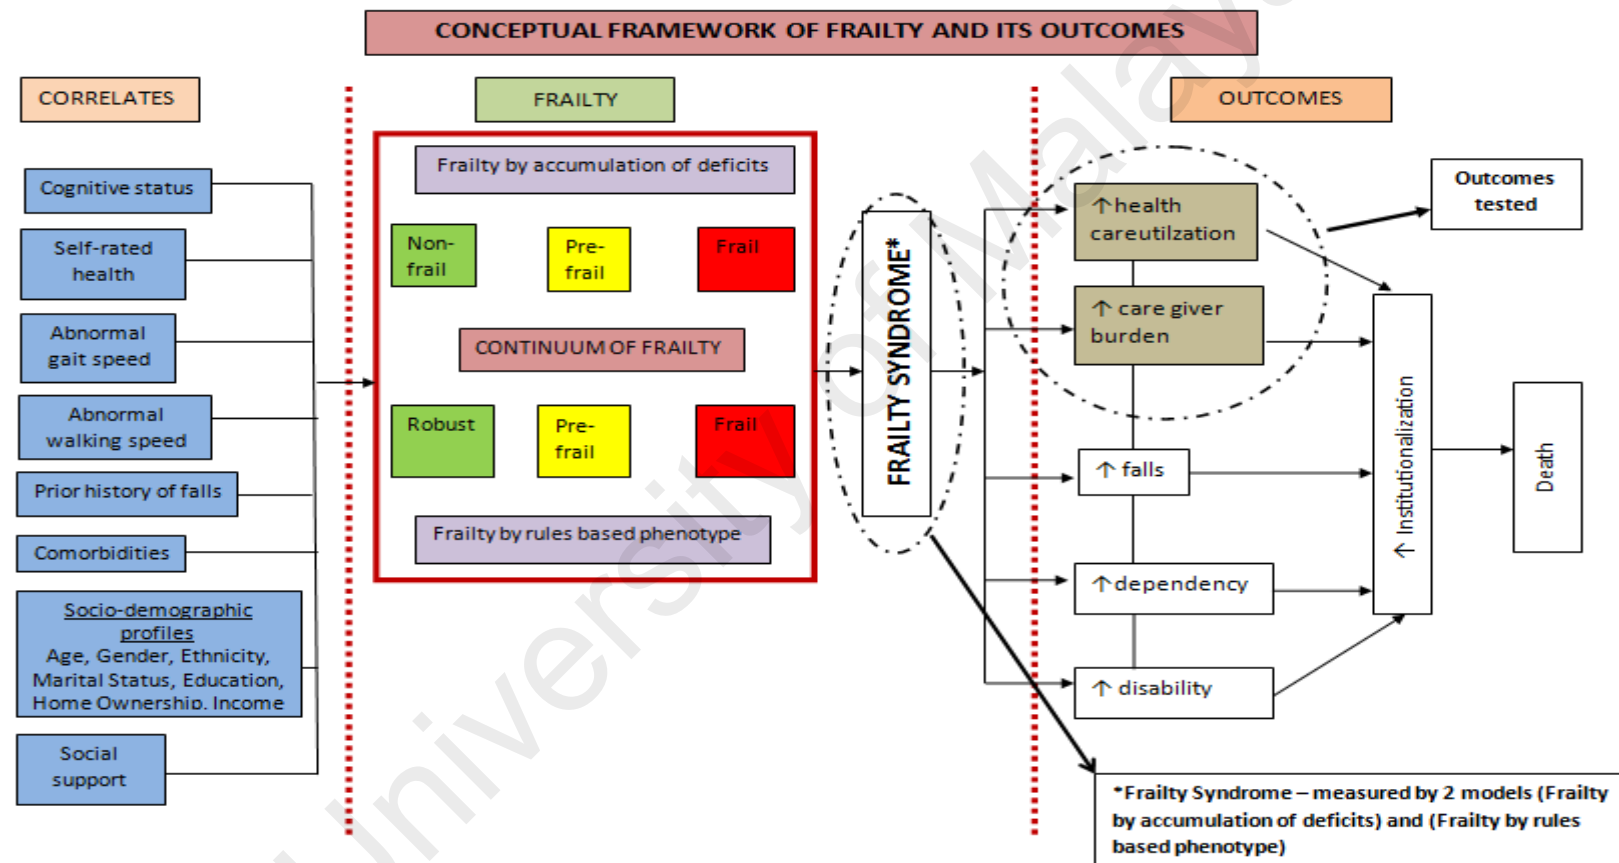 CONCEPTUAL FRAMEWORK OF FRAILTY AND ITS OUTCOMES
CORRELATES
Cognitive status
Self-rated
health
Abnormal
gait speed
Abnormal
walking speed
Prior history of falls
Comorbidities
Socio-demographic
profiles
Age, Gender, Ethnicity,
Marital Status, Education,
Home Ownership, Income
Social
support
FRAILTY
Frailty by accumulation of deficits
Non-
frail
Pre-
frail
Frail
CONTINUUM OF FRAILTY
Robust
Pre-
frail
Frail
Frailty by rules based phenotype
FRAILTY SYNDROME*
OUTCOMES
↑health
careutilzation
↑ care giver
burden
↑ falls
↑dependency
↑ disability
Outcomes
tested
↑ Institutionalization
Death
*Frailty Syndrome – measured by 2 models (Frailty
by accumulation of deficits) and (Frailty by rules
based phenotype)
University of Malaya